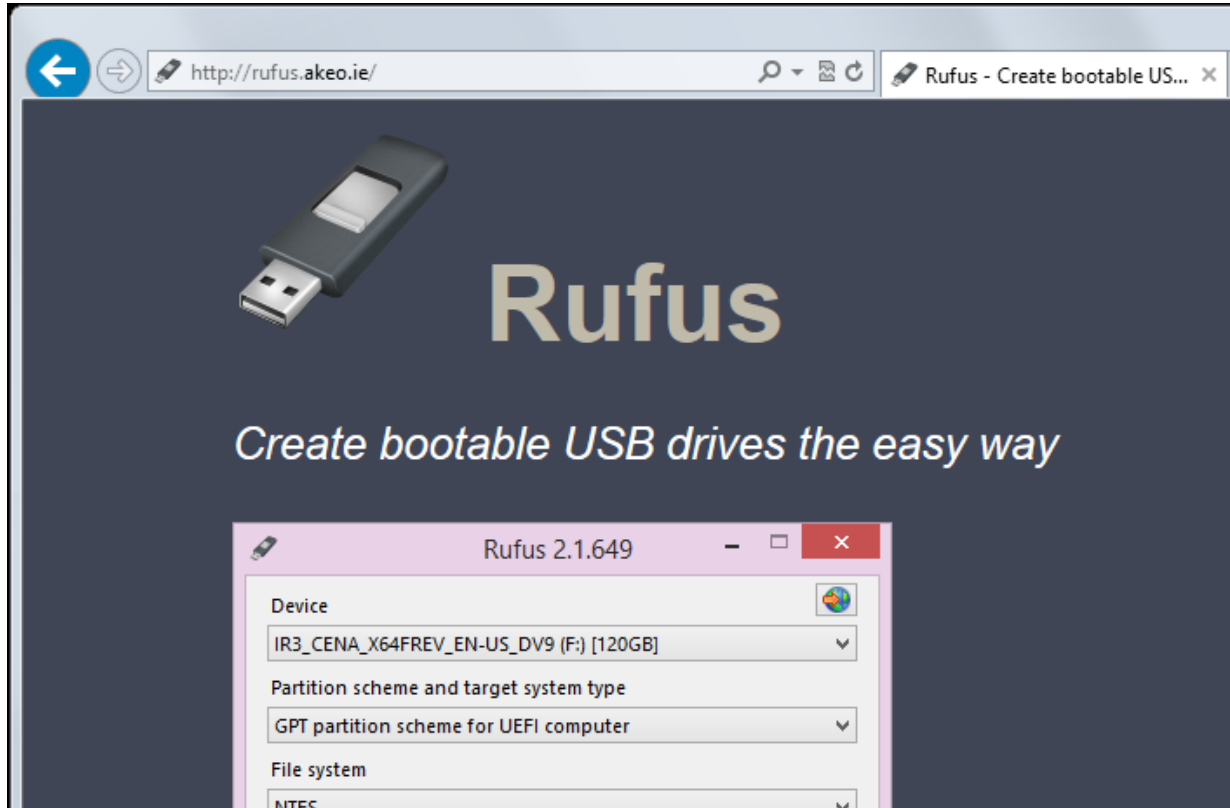 http://rufus.akeo.ie/
Rufus - Create bootable US...
Rufus
Create bootable USB drives the easy way
Rufus 2.1.649
Device
IR3_CENA_X64FREV_EN-US_DV9 (F:) [120GB]
Partition scheme and target system type
GPT partition scheme for UEFI computer
File system
NTFS